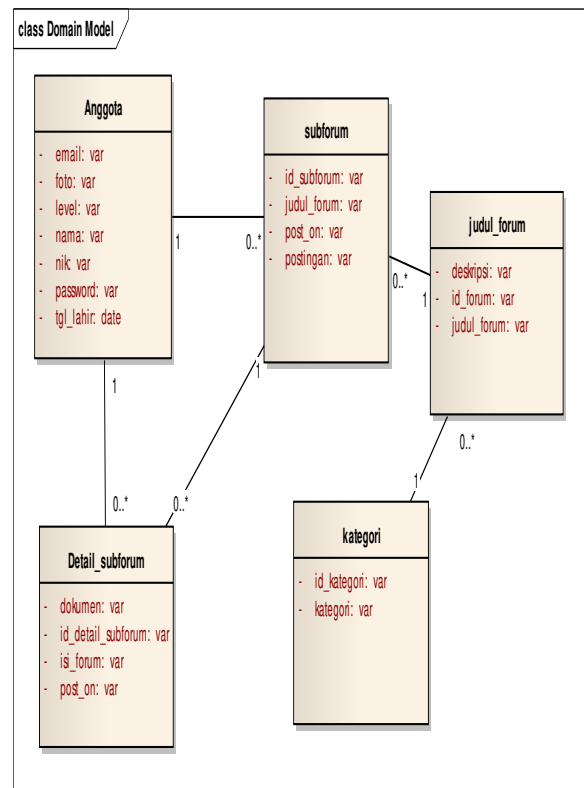 class Domain Model
Anggota
- email: var
- foto: var
- level: var
- nama: var
- nik: var
- password: var
- tgl_lahir: date
subforum
- id_subforum: var
- judul_forum: var
- post_on: var
- postingan: var
judul_forum
- deskripsi: var
- id_forum: var
- judul_forum: var
1
0..*
0..*
1
1
0..*
1
0..*
0..*
1
Detail_subforum
- dokumen: var
- id_detail_subforum: var
- isi_forum: var
- post_on: var
kategori
- id_kategori: var
- kategori: var